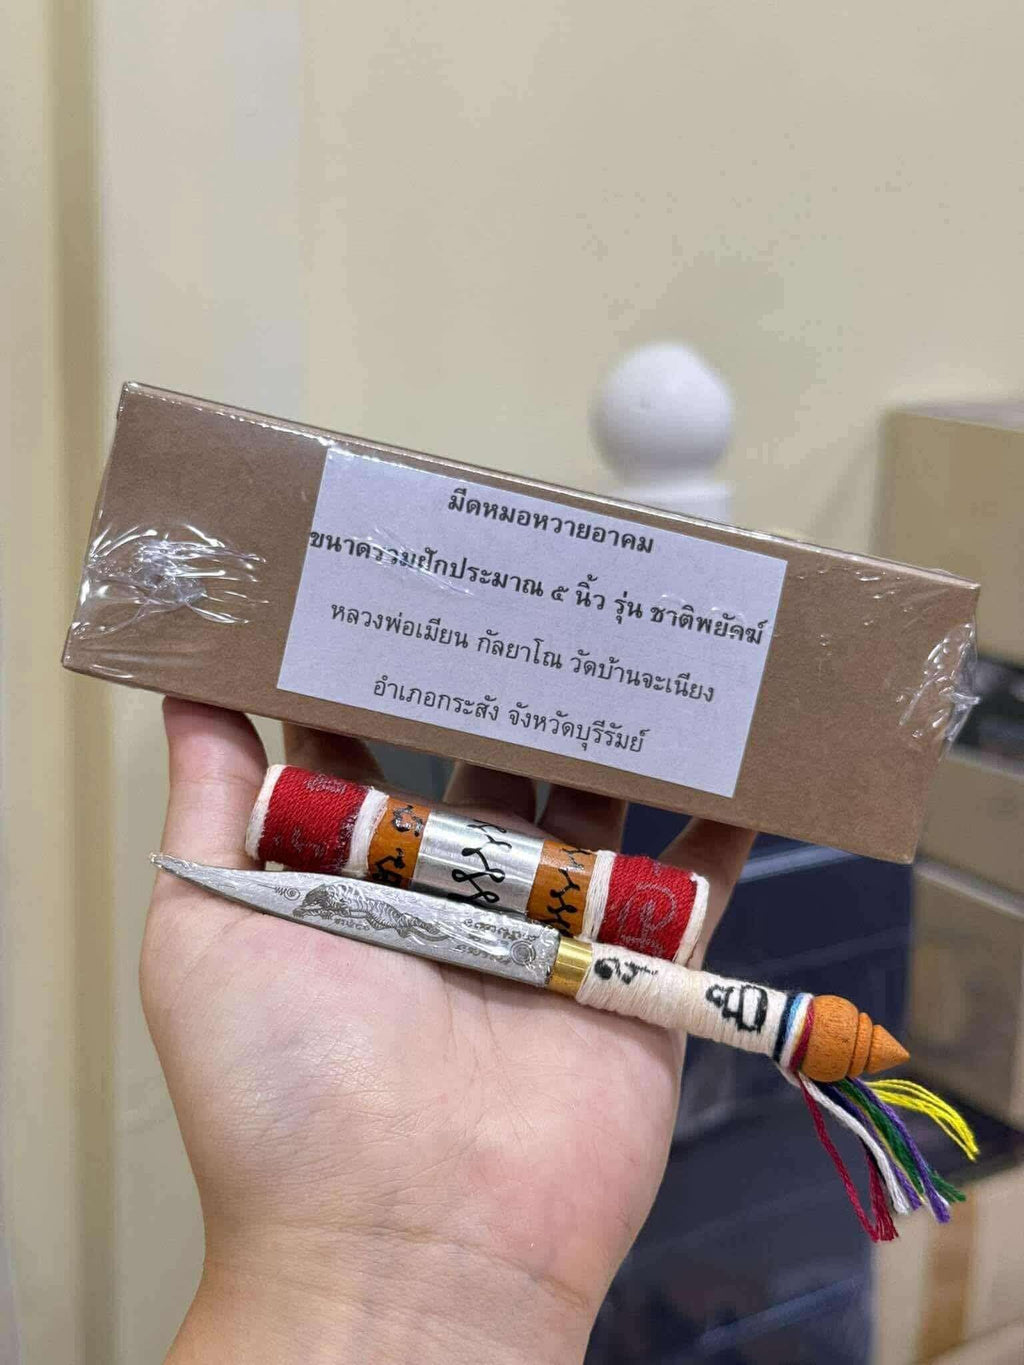 มีดหมอหวายอาคม
ขนาดรวมฝักประมาณ ๕ นิ้ว รุ่น ชาติพยัคฆ์
หลวงพ่อเมียน กัลยาโณ วัดบ้านจะเนียง
อำเภอกระสัง จังหวัดบุรีรัมย์